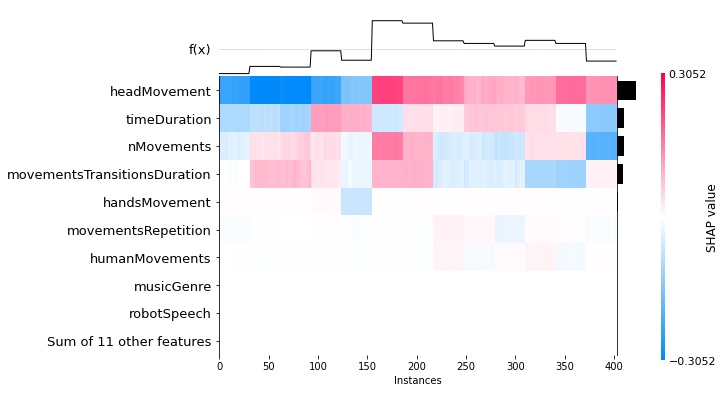 f(x)
headMovement
timeDuration
nMovements
movementsTransitionsDuration
handsMovement
movementsRepetition
humanMovements
musicGenre
robotSpeech
Sum of 11 other features
0 50 100 150 200 250 300 350 400
Instances
0.3052
SHAP value
−0.3052